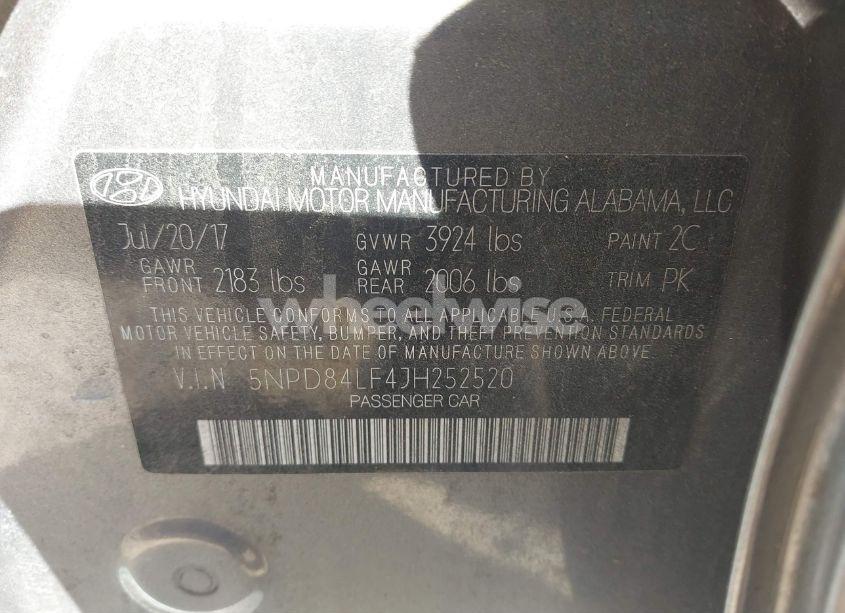 MANUFACTURED BY
HYUNDAI MOTOR MANUFACTURING ALABAMA, LLC
Jul/20/17 GVWR 3924 lbs PAINT 2C
GAWR FRONT 2183 lbs GAWR REAR 2006 lbs TRIM PK
wheelwise
THIS VEHICLE CONFORMS TO ALL APPLICABLE U.S.A. FEDERAL
MOTOR VEHICLE SAFETY, BUMPER, AND THEFT PREVENTION STANDARDS
IN EFFECT ON THE DATE OF MANUFACTURE SHOWN ABOVE.
V.I.N 5NPD84LF4JH252520
PASSENGER CAR